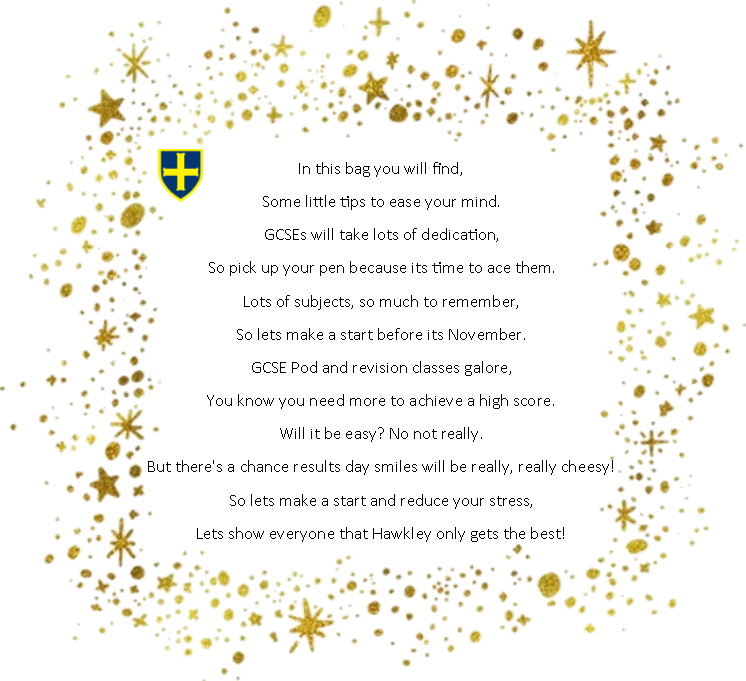 In this bag you will find,
Some little tips to ease your mind.
GCSEs will take lots of dedication,
So pick up your pen because its time to ace them.
Lots of subjects, so much to remember,
So lets make a start before its November.
GCSE Pod and revision classes galore,
You know you need more to achieve a high score.
Will it be easy? No not really.
But there's a chance results day smiles will be really, really cheesy!
So lets make a start and reduce your stress,
Lets show everyone that Hawkley only gets the best!